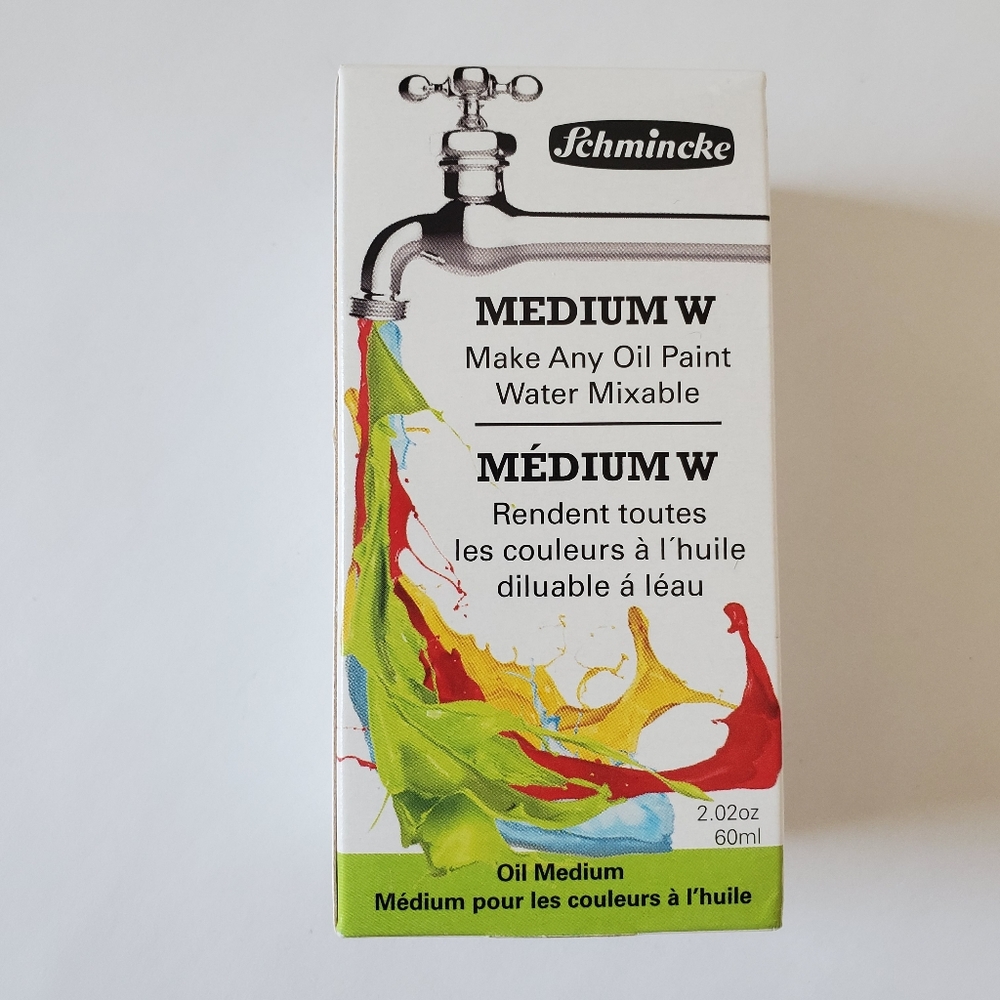 Schmincke
MEDIUM W
Make Any Oil Paint
Water Mixable
MÉDIUM W
Rendent toutes
les couleurs à l´huile
diluable á léau
2.02oz
60ml
Oil Medium
Médium pour les couleurs à l’huile